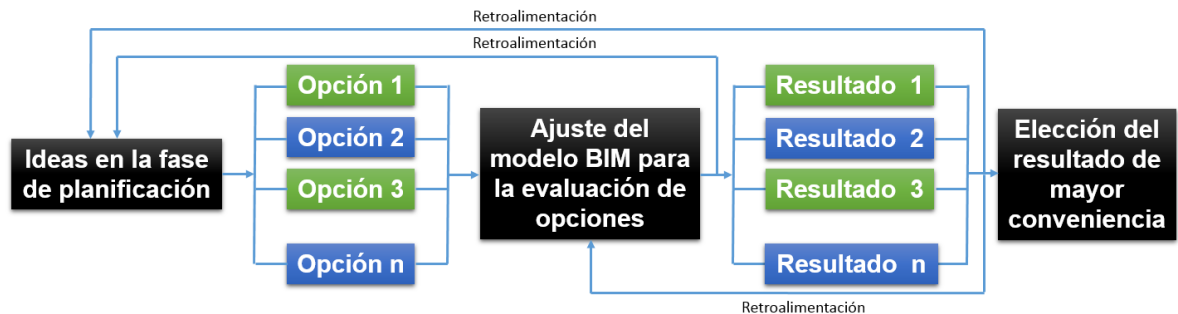 Retroalimentación
Retroalimentación
Ideas en la fase
de planificación
Opción 1
Opción 2
Opción 3
Opción n
Ajuste del
modelo BIM para
la evaluación de
opciones
Resultado 1
Resultado 2
Resultado 3
Resultado n
Elección del
resultado de
mayor
conveniencia
Retroalimentación